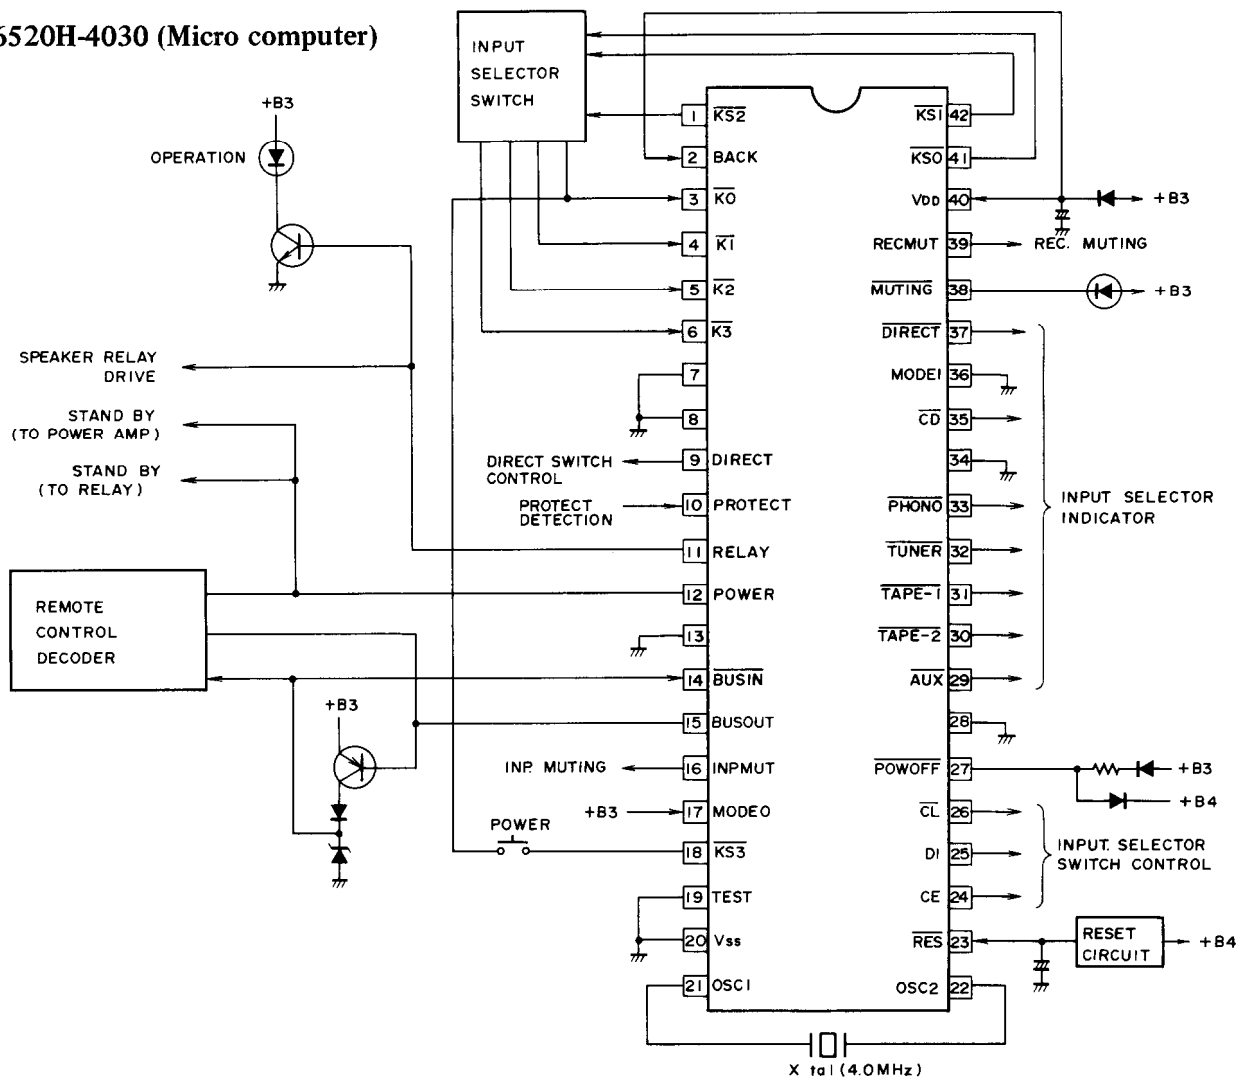 6520H-4030 (Micro computer)
INPUT
SELECTOR
SWITCH
+B3
OPERATION
SPEAKER RELAY
DRIVE
STAND BY
(TO POWER AMP)
STAND BY
(TO RELAY)
REMOTE
CONTROL
DECODER
+B3
DIRECT SWITCH
CONTROL
PROTECT
DETECTION
INP. MUTING
+B3
POWER
1 KS2
2 BACK
3 K0
4 K1
5 K2
6 K3
7
8
9 DIRECT
10 PROTECT
11 RELAY
12 POWER
13
14 BUSIN
15 BUSOUT
16 INPMUT
17 MODEO
18 KS3
19 TEST
20 Vss
21 OSC1
KS1 42
KS0 41
VDD 40
RECMUT 39
MUTING 38
DIRECT 37
MODE1 36
CD 35
34
PHONO 33
TUNER 32
TAPE-1 31
TAPE-2 30
AUX 29
28
POWOFF 27
CL 26
DI 25
CE 24
RES 23
OSC2 22
+B3
REC. MUTING
+B3
INPUT SELECTOR
INDICATOR
+B3
+B4
INPUT. SELECTOR
SWITCH CONTROL
RESET
CIRCUIT
+B4
X tal (4.0MHz)